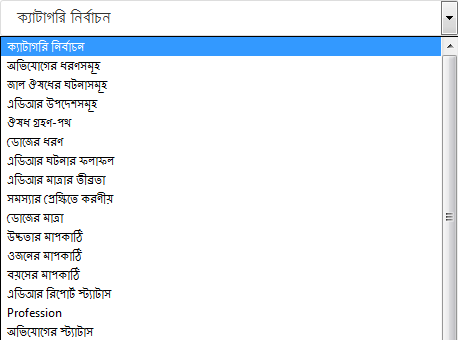 ক্যাটাগরি নির্বাচন
ক্যাটাগরি নির্বাচন
অভিযোগের ধরণসমূহ
জাল ঔষধের ঘটনাসমূহ
এডিআর উপদেশসমূহ
ঔষধ গ্রহণ-পথ
ডোজের ধরণ
এডিআর ঘটনার ফলাফল
এডিআর মাত্রার তীব্রতা
সমস্যার প্রেক্ষিতে করণীয়
ডোজের মাত্রা
উচ্চতার মাপকাঠি
ওজনের মাপকাঠি
বয়সের মাপকাঠি
এডিআর রিপোর্ট স্ট্যাটাস
Profession
অভিযোগের স্ট্যাটাস